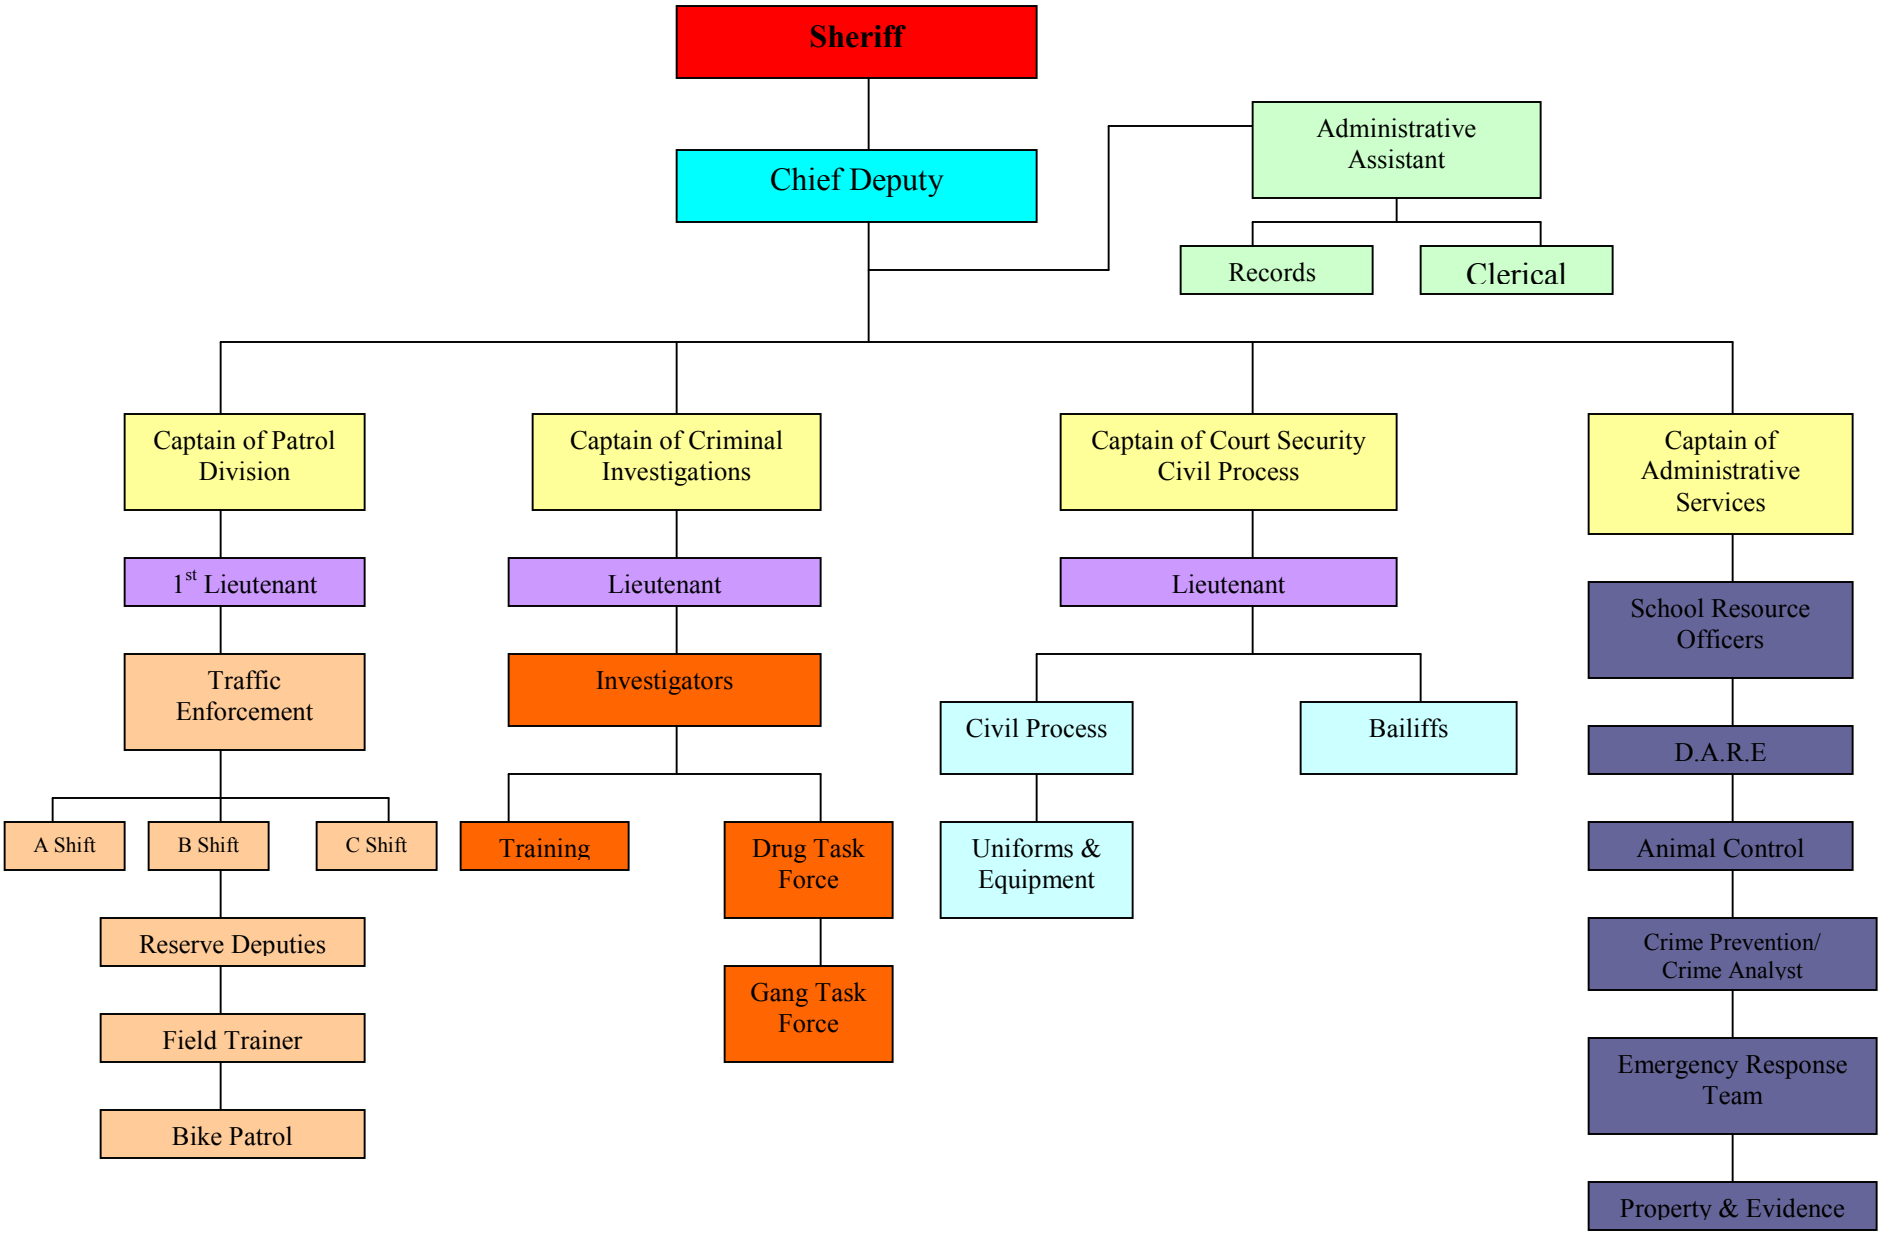 Sheriff
Administrative
Assistant
Chief Deputy
Records
Clerical
Captain of Patrol
Division
Captain of Criminal
Investigations
Captain of Court Security
Civil Process
Captain of
Administrative
Services
1st Lieutenant
Lieutenant
Lieutenant
School Resource
Officers
Traffic
Enforcement
Investigators
Civil Process
Bailiffs
D.A.R.E
A Shift
B Shift
C Shift
Training
Drug Task
Force
Uniforms &
Equipment
Animal Control
Reserve Deputies
Crime Prevention/
Crime Analyst
Gang Task
Force
Field Trainer
Emergency Response
Team
Bike Patrol
Property & Evidence